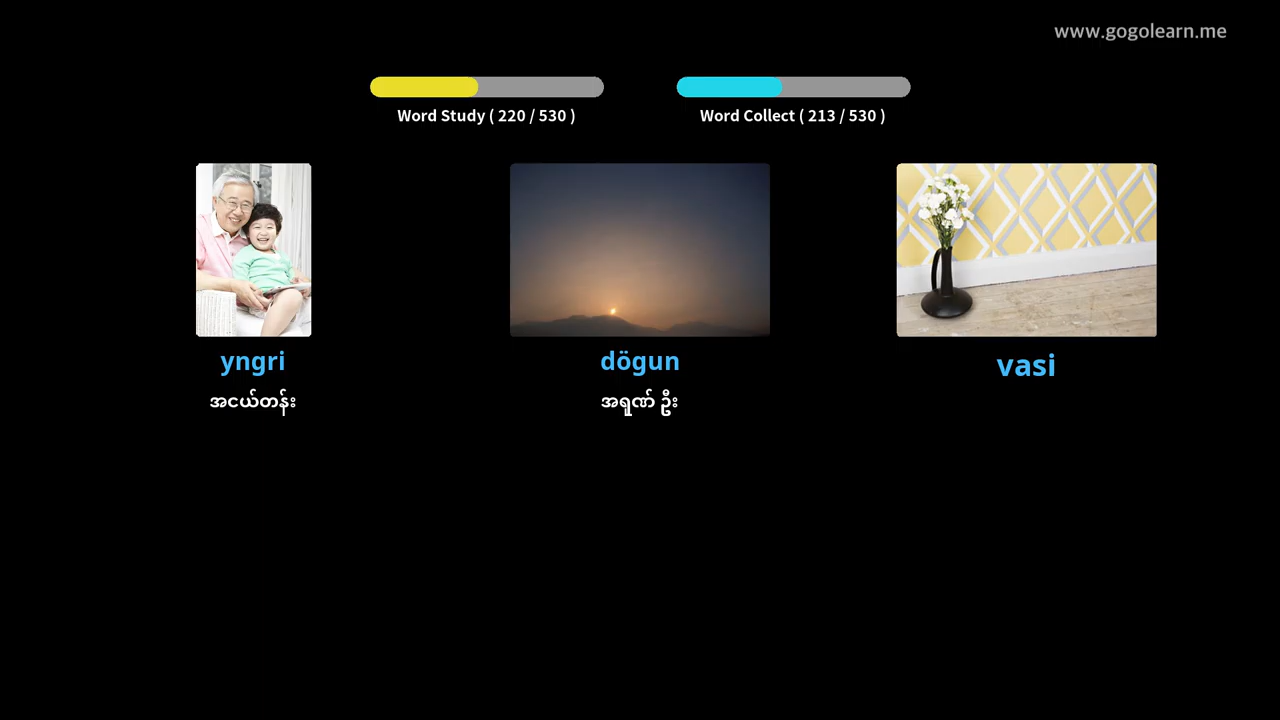 www.gogolearn.me
Word Study ( 220 / 530 )
Word Collect ( 213 / 530 )
yngri
အငယ်တန်း
dögun
အရုဏ် ဦး
vasi